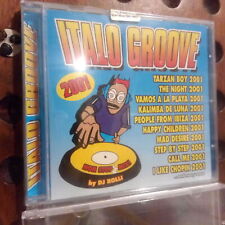 ITALO GROOVE
2001
TARZAN BOY 2001
THE NIGHT 2001
VAMOS A LA PLAYA 2001
KALIMBA DE LUNA 2001
PEOPLE FROM IBIZA 2001
HAPPY CHILDREN 2001
MAD DESIRE 2001
STEP BY STEP 2001
CALL ME 2001
I LIKE CHOPIN 2001
by DJ ROLLI
ITALO GROOVE